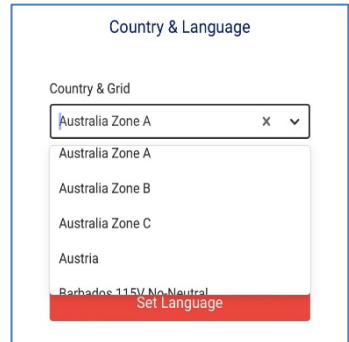 Country & Language
Country & Grid
Australia Zone A
Australia Zone A
Australia Zone B
Australia Zone C
Austria
Barbados 115V No-Neutral
Set Language